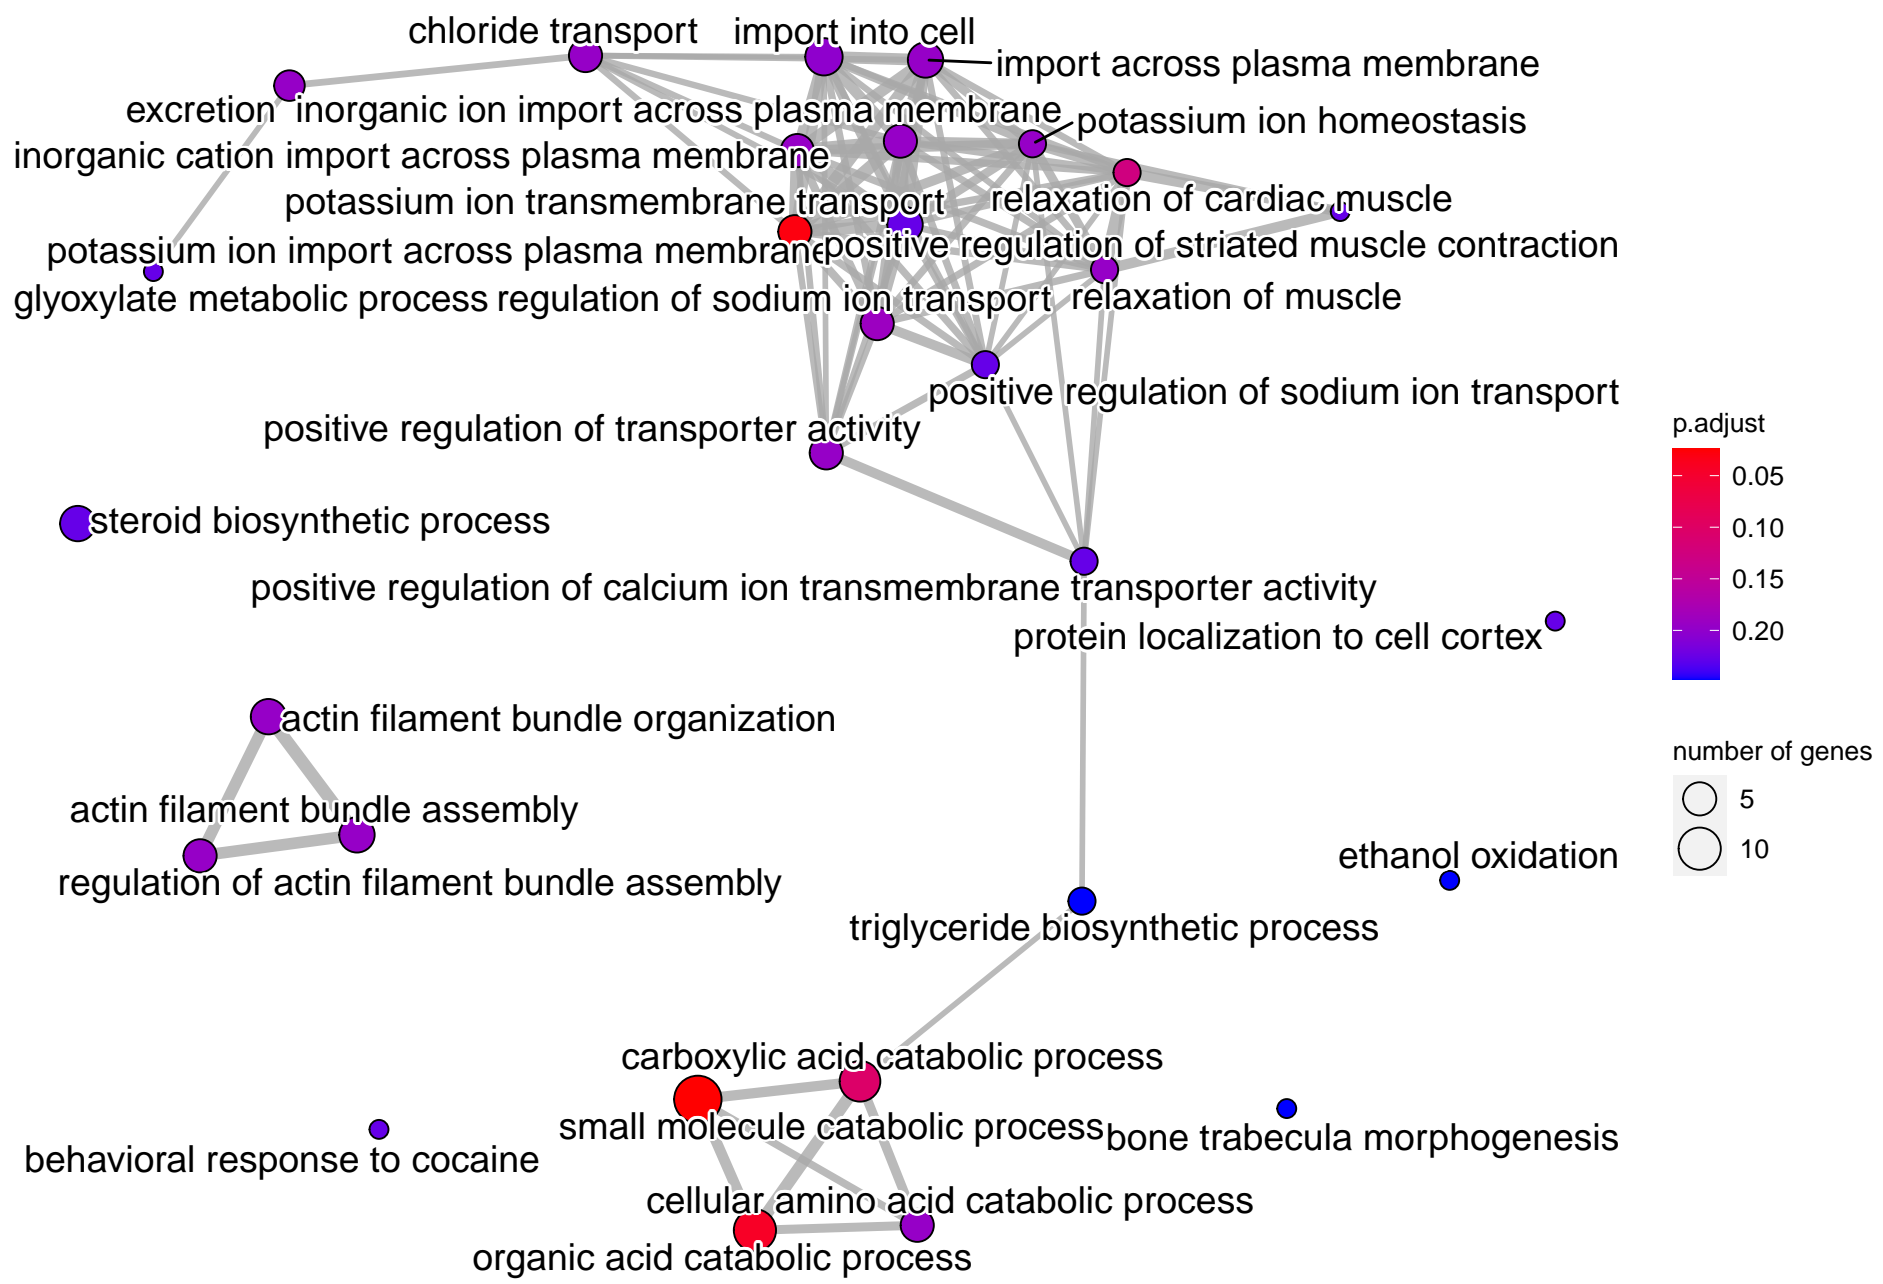 chloride transport
import into cell
import across plasma membrane
excretion
inorganic ion import across plasma membrane
potassium ion homeostasis
inorganic cation import across plasma membrane
potassium ion transmembrane transport
relaxation of cardiac muscle
potassium ion import across plasma membrane
positive regulation of striated muscle contraction
glyoxylate metabolic process
regulation of sodium ion transport
relaxation of muscle
positive regulation of sodium ion transport
positive regulation of transporter activity
steroid biosynthetic process
positive regulation of calcium ion transmembrane transporter activity
protein localization to cell cortex
actin filament bundle organization
actin filament bundle assembly
regulation of actin filament bundle assembly
ethanol oxidation
triglyceride biosynthetic process
carboxylic acid catabolic process
small molecule catabolic process
bone trabecula morphogenesis
behavioral response to cocaine
cellular amino acid catabolic process
organic acid catabolic process
p.adjust
0.05
0.10
0.15
0.20
number of genes
5
10